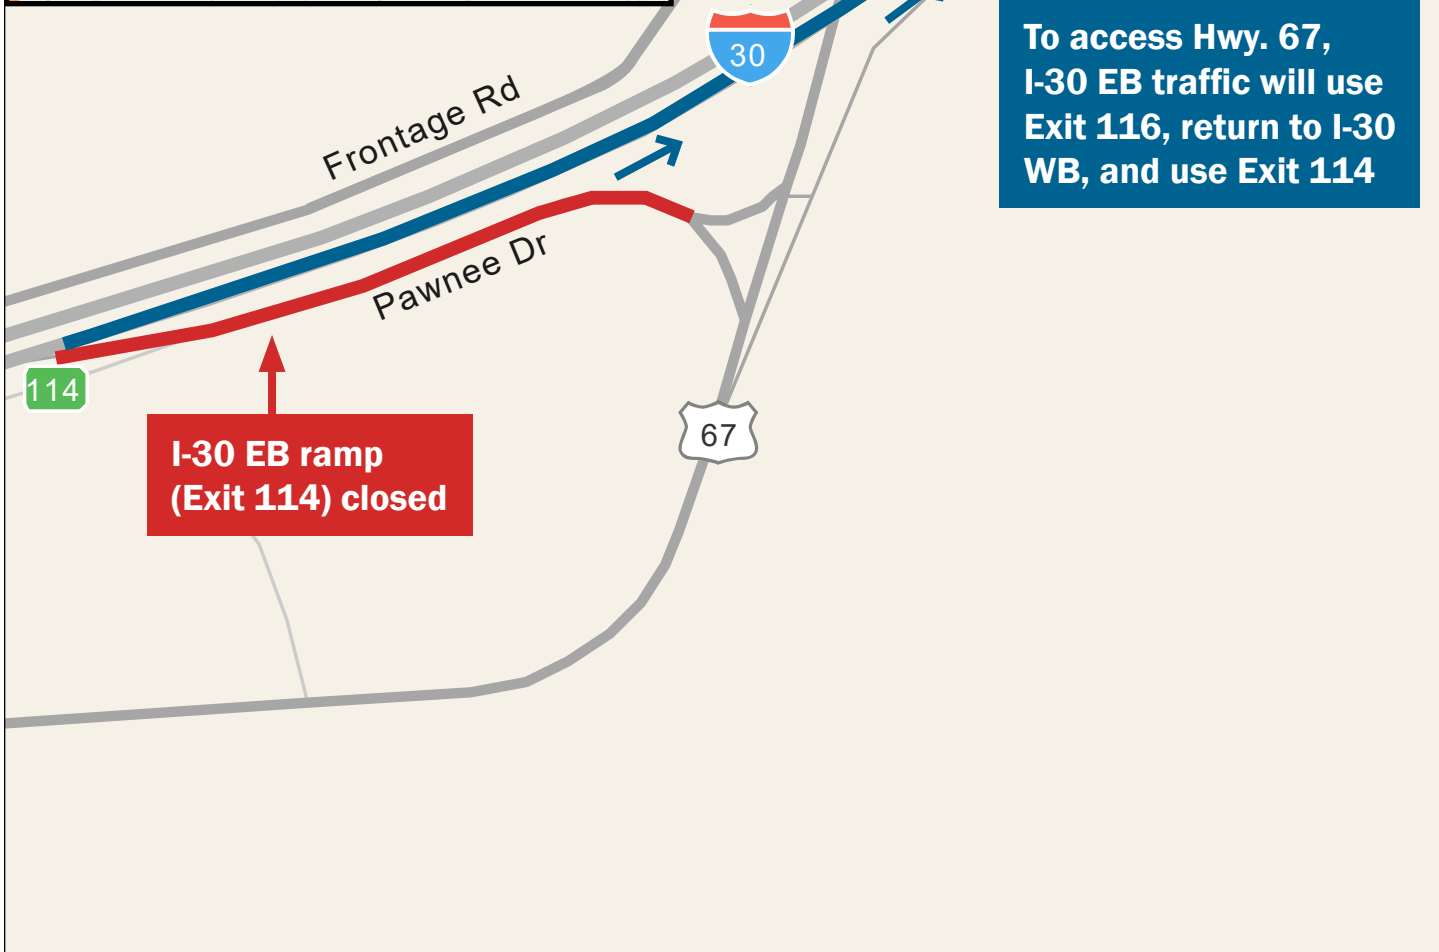 To access Hwy. 67,
I-30 EB traffic will use
Exit 116, return to I-30
WB, and use Exit 114
30
Frontage Rd
Pawnee Dr
114
I-30 EB ramp
(Exit 114) closed
67